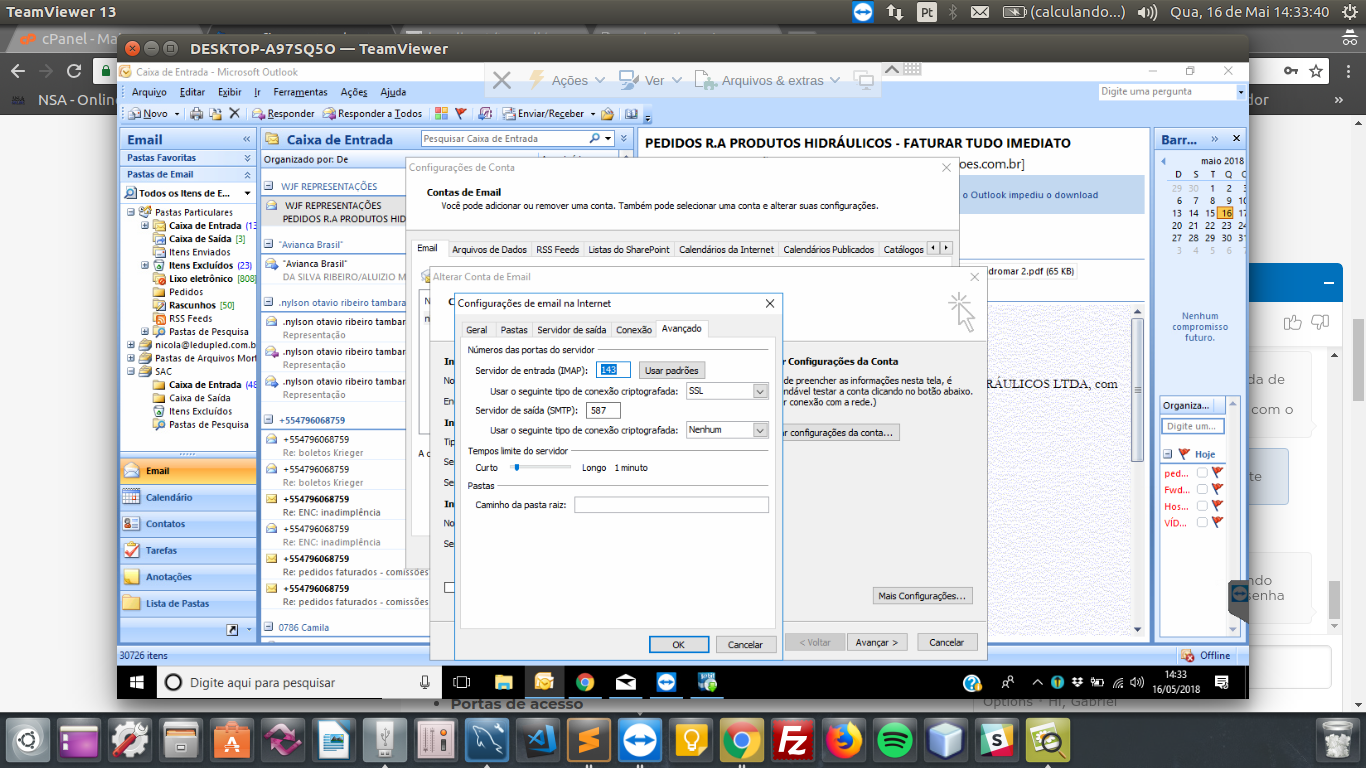 TeamViewer 13
Pt
(calculando...)
Qua, 16 de Mai 14:33:40
cPanel - Ma
DESKTOP-A97SQ5O — TeamViewer
NSA - Online
dor
»
Caixa de Entrada - Microsoft Outlook
Ações
Ver
Arquivos & extras
Arquivo Editar Exibir Ir Ferramentas Ações Ajuda
Digite uma pergunta
Novo
Responder
Responder a Todos
Enviar/Receber
Email
Pastas Favoritas
Pastas de Email
Todos os Itens de E...
Pastas Particulares
Caixa de Entrada (13
Caixa de Saída [3]
Itens Enviados
Itens Excluídos (23)
Lixo eletrônico [808]
Pedidos
Rascunhos [50]
RSS Feeds
Pastas de Pesquisa
nicola@ledupled.com.b
Pastas de Arquivos Mort
SAC
Caixa de Entrada (48
Caixa de Saída
Itens Excluídos
Pastas de Pesquisa
Email
Calendário
Contatos
Tarefas
Anotações
Lista de Pastas
30726 itens
Caixa de Entrada
Pesquisar Caixa de Entrada
Organizado por: De
WJF REPRESENTAÇÕES
WJF REPRESENTAÇÕES
PEDIDOS R.A PRODUTOS HID
"Avianca Brasil"
"Avianca Brasil"
DA SILVA RIBEIRO/ALUIZIO M
.nylson otavio ribeiro tambara
.nylson otavio ribeiro tambar
Representação
.nylson otavio ribeiro tambar
Representação
.nylson otavio ribeiro tambar
Representação
+554796068759
+554796068759
Re: boletos Krieger
+554796068759
Re: boletos Krieger
+554796068759
Re: ENC: inadimplência
+554796068759
Re: ENC: inadimplência
+554796068759
Re: pedidos faturados - comissões
+554796068759
Re: pedidos faturados - comissões
0786 Camila
PEDIDOS R.A PRODUTOS HIDRÁULICOS - FATURAR TUDO IMEDIATO
oes.com.br]
o Outlook impediu o download
dromar 2.pdf (65 KB)
RÁULICOS LTDA, com
Configurações de Conta
Contas de Email
Você pode adicionar ou remover uma conta. Também pode selecionar uma conta e alterar suas configurações.
Email Arquivos de Dados RSS Feeds Listas do SharePoint Calendários da Internet Calendários Publicados Catálogos
Alterar Conta de Email
r Configurações da Conta
de preencher as informações nesta tela, é
ndável testar a conta clicando no botão abaixo.
r conexão com a rede.)
ar configurações da conta...
Mais Configurações...
< Voltar
Avançar >
Cancelar
Configurações de email na Internet
Geral Pastas Servidor de saída Conexão Avançado
Números das portas do servidor
Servidor de entrada (IMAP): 143 Usar padrões
Usar o seguinte tipo de conexão criptografada: SSL
Servidor de saída (SMTP): 587
Usar o seguinte tipo de conexão criptografada: Nenhum
Tempos limite do servidor
Curto Longo 1 minuto
Pastas
Caminho da pasta raiz:
OK Cancelar
Barr...
maio 2018
D S T Q Q
29 30 1 2 3
6 7 8 9 10
13 14 15 16 17
20 21 22 23 24
27 28 29 30 31
3 4 5 6 7
Nenhum
compromisso
futuro.
Organiza...
Digite um...
Hoje
ped...
Fwd...
Hos...
VÍD...
Offline
da de
com o
te
ndo
senha
Digite aqui para pesquisar
14:33
16/05/2018
Portas de acesso
Options • Hi, Gabriel